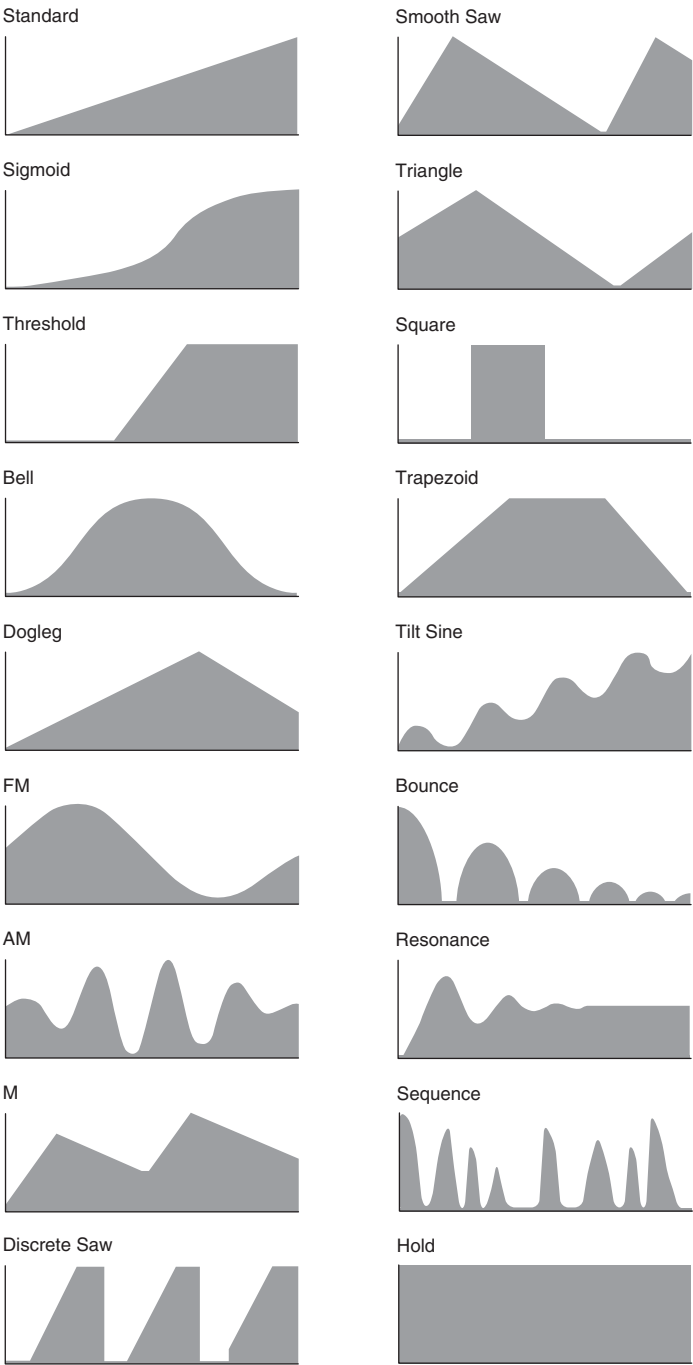 Standard
Smooth Saw
Sigmoid
Triangle
Threshold
Square
Bell
Trapezoid
Dogleg
Tilt Sine
FM
Bounce
AM
Resonance
M
Sequence
Discrete Saw
Hold